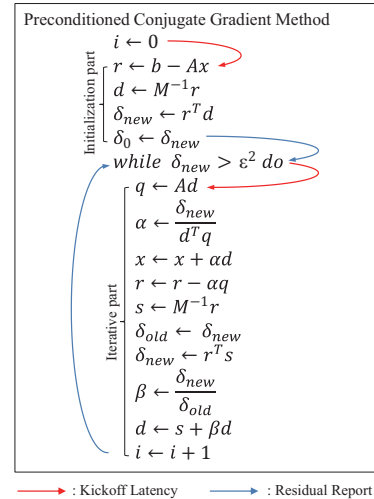 Preconditioned Conjugate Gradient Method
i ← 0
r ← b − Ax
d ← M⁻¹r
δ_new ← rᵀd
δ₀ ← δ_new
while δ_new > ε² do
q ← Ad
α ← δ_new / dᵀq
x ← x + αd
r ← r − αq
s ← M⁻¹r
δ_old ← δ_new
δ_new ← rᵀs
β ← δ_new / δ_old
d ← s + βd
i ← i + 1
Initialization part
Iterative part
: Kickoff Latency
: Residual Report